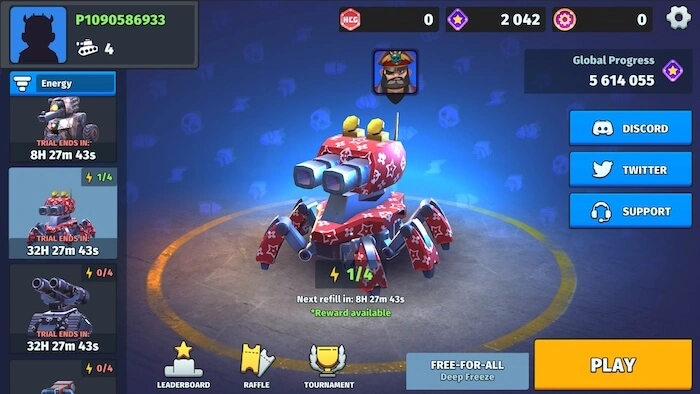 P1090586933
4
HCG
0
2 042
0
Global Progress
5 614 055
Energy
TRIAL ENDS IN:
8H 27m 43s
1/4
TRIAL ENDS IN:
32H 27m 43s
0/4
TRIAL ENDS IN:
32H 27m 43s
0/4
DISCORD
TWITTER
SUPPORT
1/4
Next refill in: 8H 27m 43s
*Reward available
LEADERBOARD
RAFFLE
TOURNAMENT
FREE-FOR-ALL
Deep Freeze
PLAY